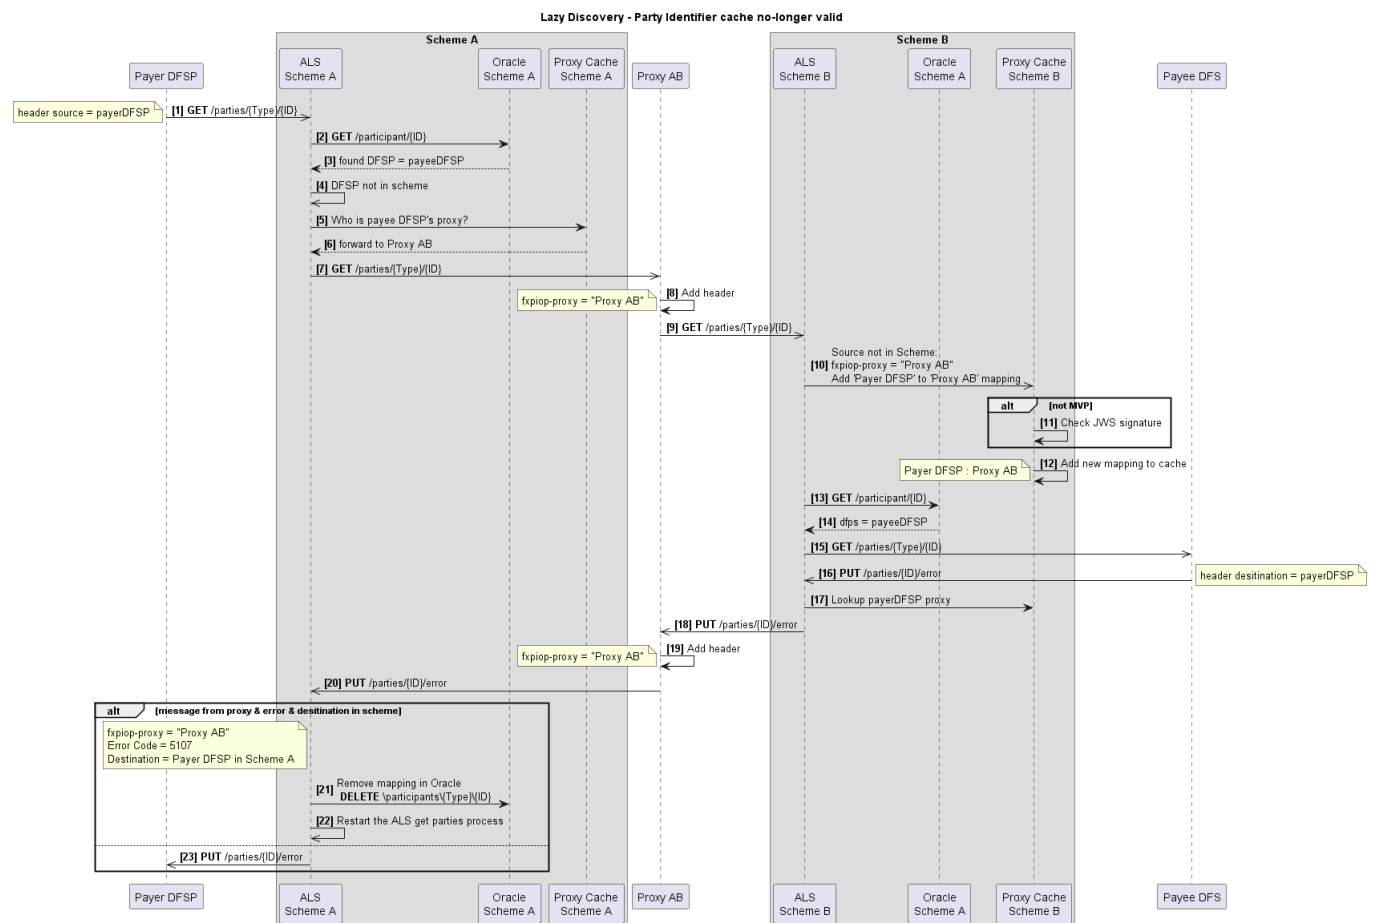 Lazy Discovery - Party Identifier cache no-longer valid
Scheme A
Scheme B
Payer DFSP
ALS
Scheme A
Oracle
Scheme A
Proxy Cache
Scheme A
Proxy AB
ALS
Scheme B
Oracle
Scheme A
Proxy Cache
Scheme B
Payee DFS
header source = payerDFSP
[1] GET /parties/{Type}/{ID}
[2] GET /participant/{ID}
[3] found DFSP = payeeDFSP
[4] DFSP not in scheme
[5] Who is payee DFSP's proxy?
[6] forward to Proxy AB
[7] GET /parties/{Type}/{ID}
fxpiop-proxy = "Proxy AB"
[8] Add header
[9] GET /parties/{Type}/{ID}
Source not in Scheme:
[10] fxpiop-proxy = "Proxy AB"
Add 'Payer DFSP' to 'Proxy AB' mapping
alt [not MVP]
[11] Check JWS signature
Payer DFSP : Proxy AB
[12] Add new mapping to cache
[13] GET /participant/{ID}
[14] dfps = payeeDFSP
[15] GET /parties/{Type}/{ID}
[16] PUT /parties/{ID}/error
header desitination = payerDFSP
[17] Lookup payerDFSP proxy
[18] PUT /parties/{ID}/error
fxpiop-proxy = "Proxy AB"
[19] Add header
[20] PUT /parties/{ID}/error
alt [message from proxy & error & desitination in scheme]
fxpiop-proxy = "Proxy AB"
Error Code = 5107
Destination = Payer DFSP in Scheme A
[21] Remove mapping in Oracle
DELETE \participants\{Type}\{ID}
[22] Restart the ALS get parties process
[23] PUT /parties/{ID}/error
Payer DFSP
ALS
Scheme A
Oracle
Scheme A
Proxy Cache
Scheme A
Proxy AB
ALS
Scheme B
Oracle
Scheme A
Proxy Cache
Scheme B
Payee DFS